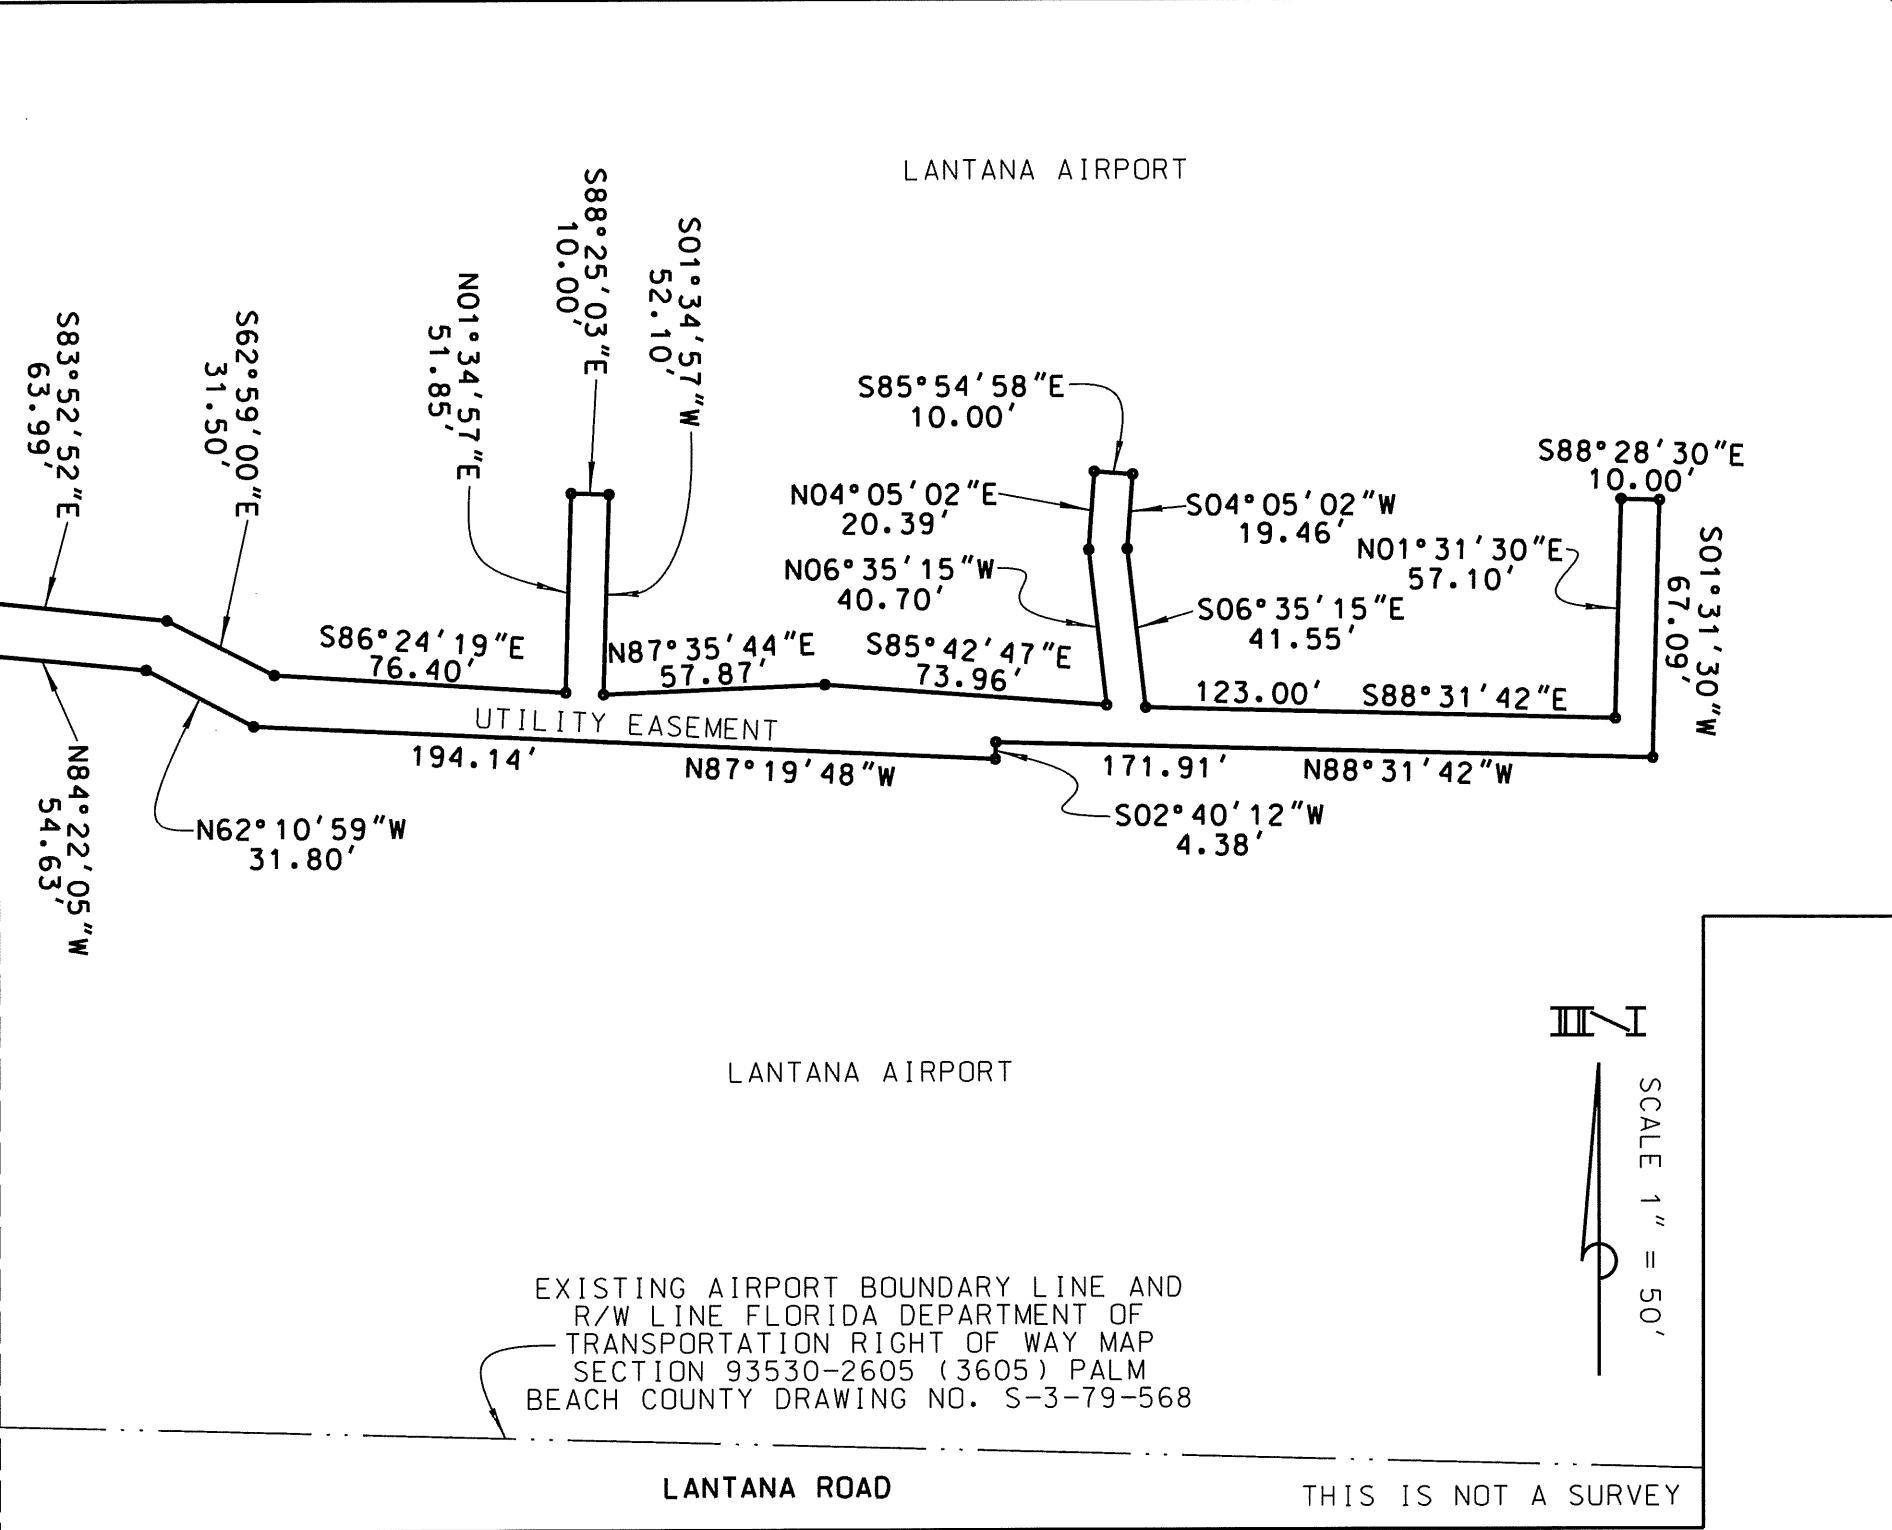 LANTANA AIRPORT
S83°52'52"E
63.99'
S62°59'00"E
31.50'
N01°34'57"E
51.85'
S88°25'03"E
10.00'
S01°34'57"W
52.10'
S85°54'58"E
10.00'
N04°05'02"E
20.39'
S04°05'02"W
19.46'
N06°35'15"W
40.70'
S06°35'15"E
41.55'
S88°28'30"E
10.00'
N01°31'30"E
57.10'
S01°31'30"W
67.09'
S86°24'19"E
76.40'
N87°35'44"E
57.87'
S85°42'47"E
73.96'
123.00' S88°31'42"E
UTILITY EASEMENT
194.14' N87°19'48"W
171.91' N88°31'42"W
S02°40'12"W
4.38'
N84°22'05"W
54.63'
N62°10'59"W
31.80'
LANTANA AIRPORT
N
SCALE 1" = 50'
EXISTING AIRPORT BOUNDARY LINE AND
R/W LINE FLORIDA DEPARTMENT OF
TRANSPORTATION RIGHT OF WAY MAP
SECTION 93530-2605 (3605) PALM
BEACH COUNTY DRAWING NO. S-3-79-568
LANTANA ROAD
THIS IS NOT A SURVEY